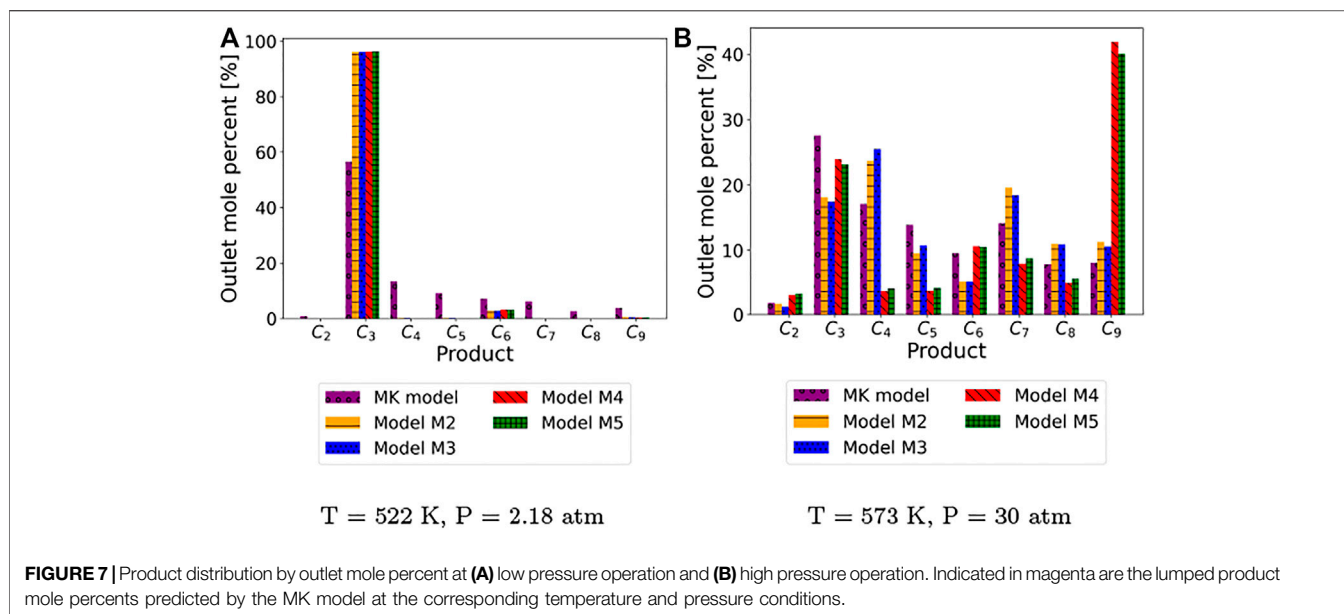 A
Outlet mole percent [%]
100
80
60
40
20
0
C2 C3 C4 C5 C6 C7 C8 C9
Product
MK model
Model M2
Model M3
Model M4
Model M5
T = 522 K, P = 2.18 atm
B
Outlet mole percent [%]
40
30
20
10
0
C2 C3 C4 C5 C6 C7 C8 C9
Product
MK model
Model M2
Model M3
Model M4
Model M5
T = 573 K, P = 30 atm
FIGURE 7 | Product distribution by outlet mole percent at (A) low pressure operation and (B) high pressure operation. Indicated in magenta are the lumped product
mole percents predicted by the MK model at the corresponding temperature and pressure conditions.